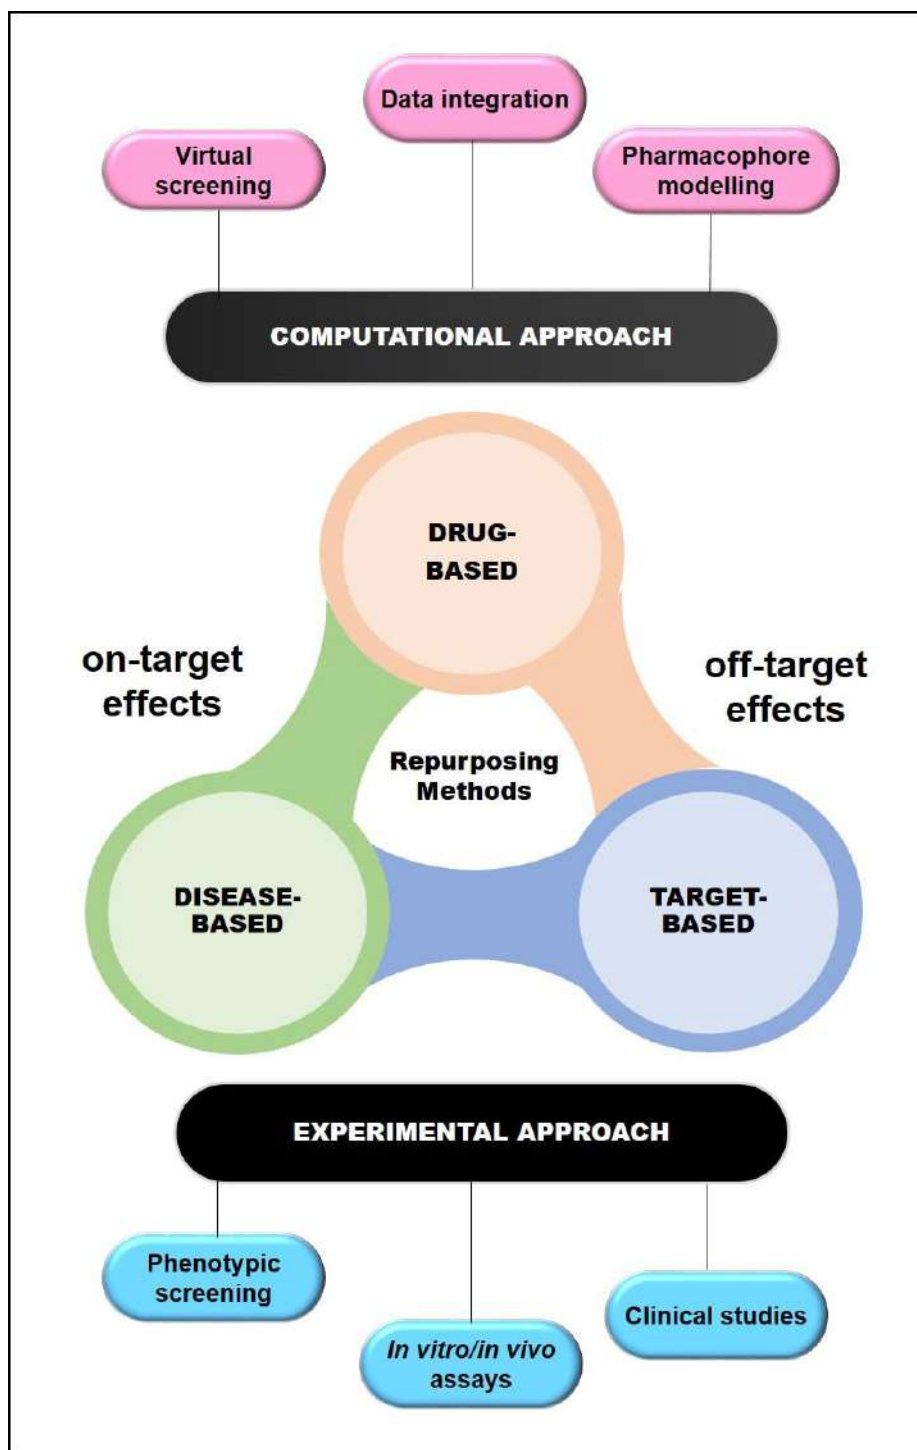 Data integration
Virtual
screening
Pharmacophore
modelling
COMPUTATIONAL APPROACH
DRUG-
BASED
on-target
effects
off-target
effects
Repurposing
Methods
DISEASE-
BASED
TARGET-
BASED
EXPERIMENTAL APPROACH
Phenotypic
screening
In vitro/in vivo
assays
Clinical studies